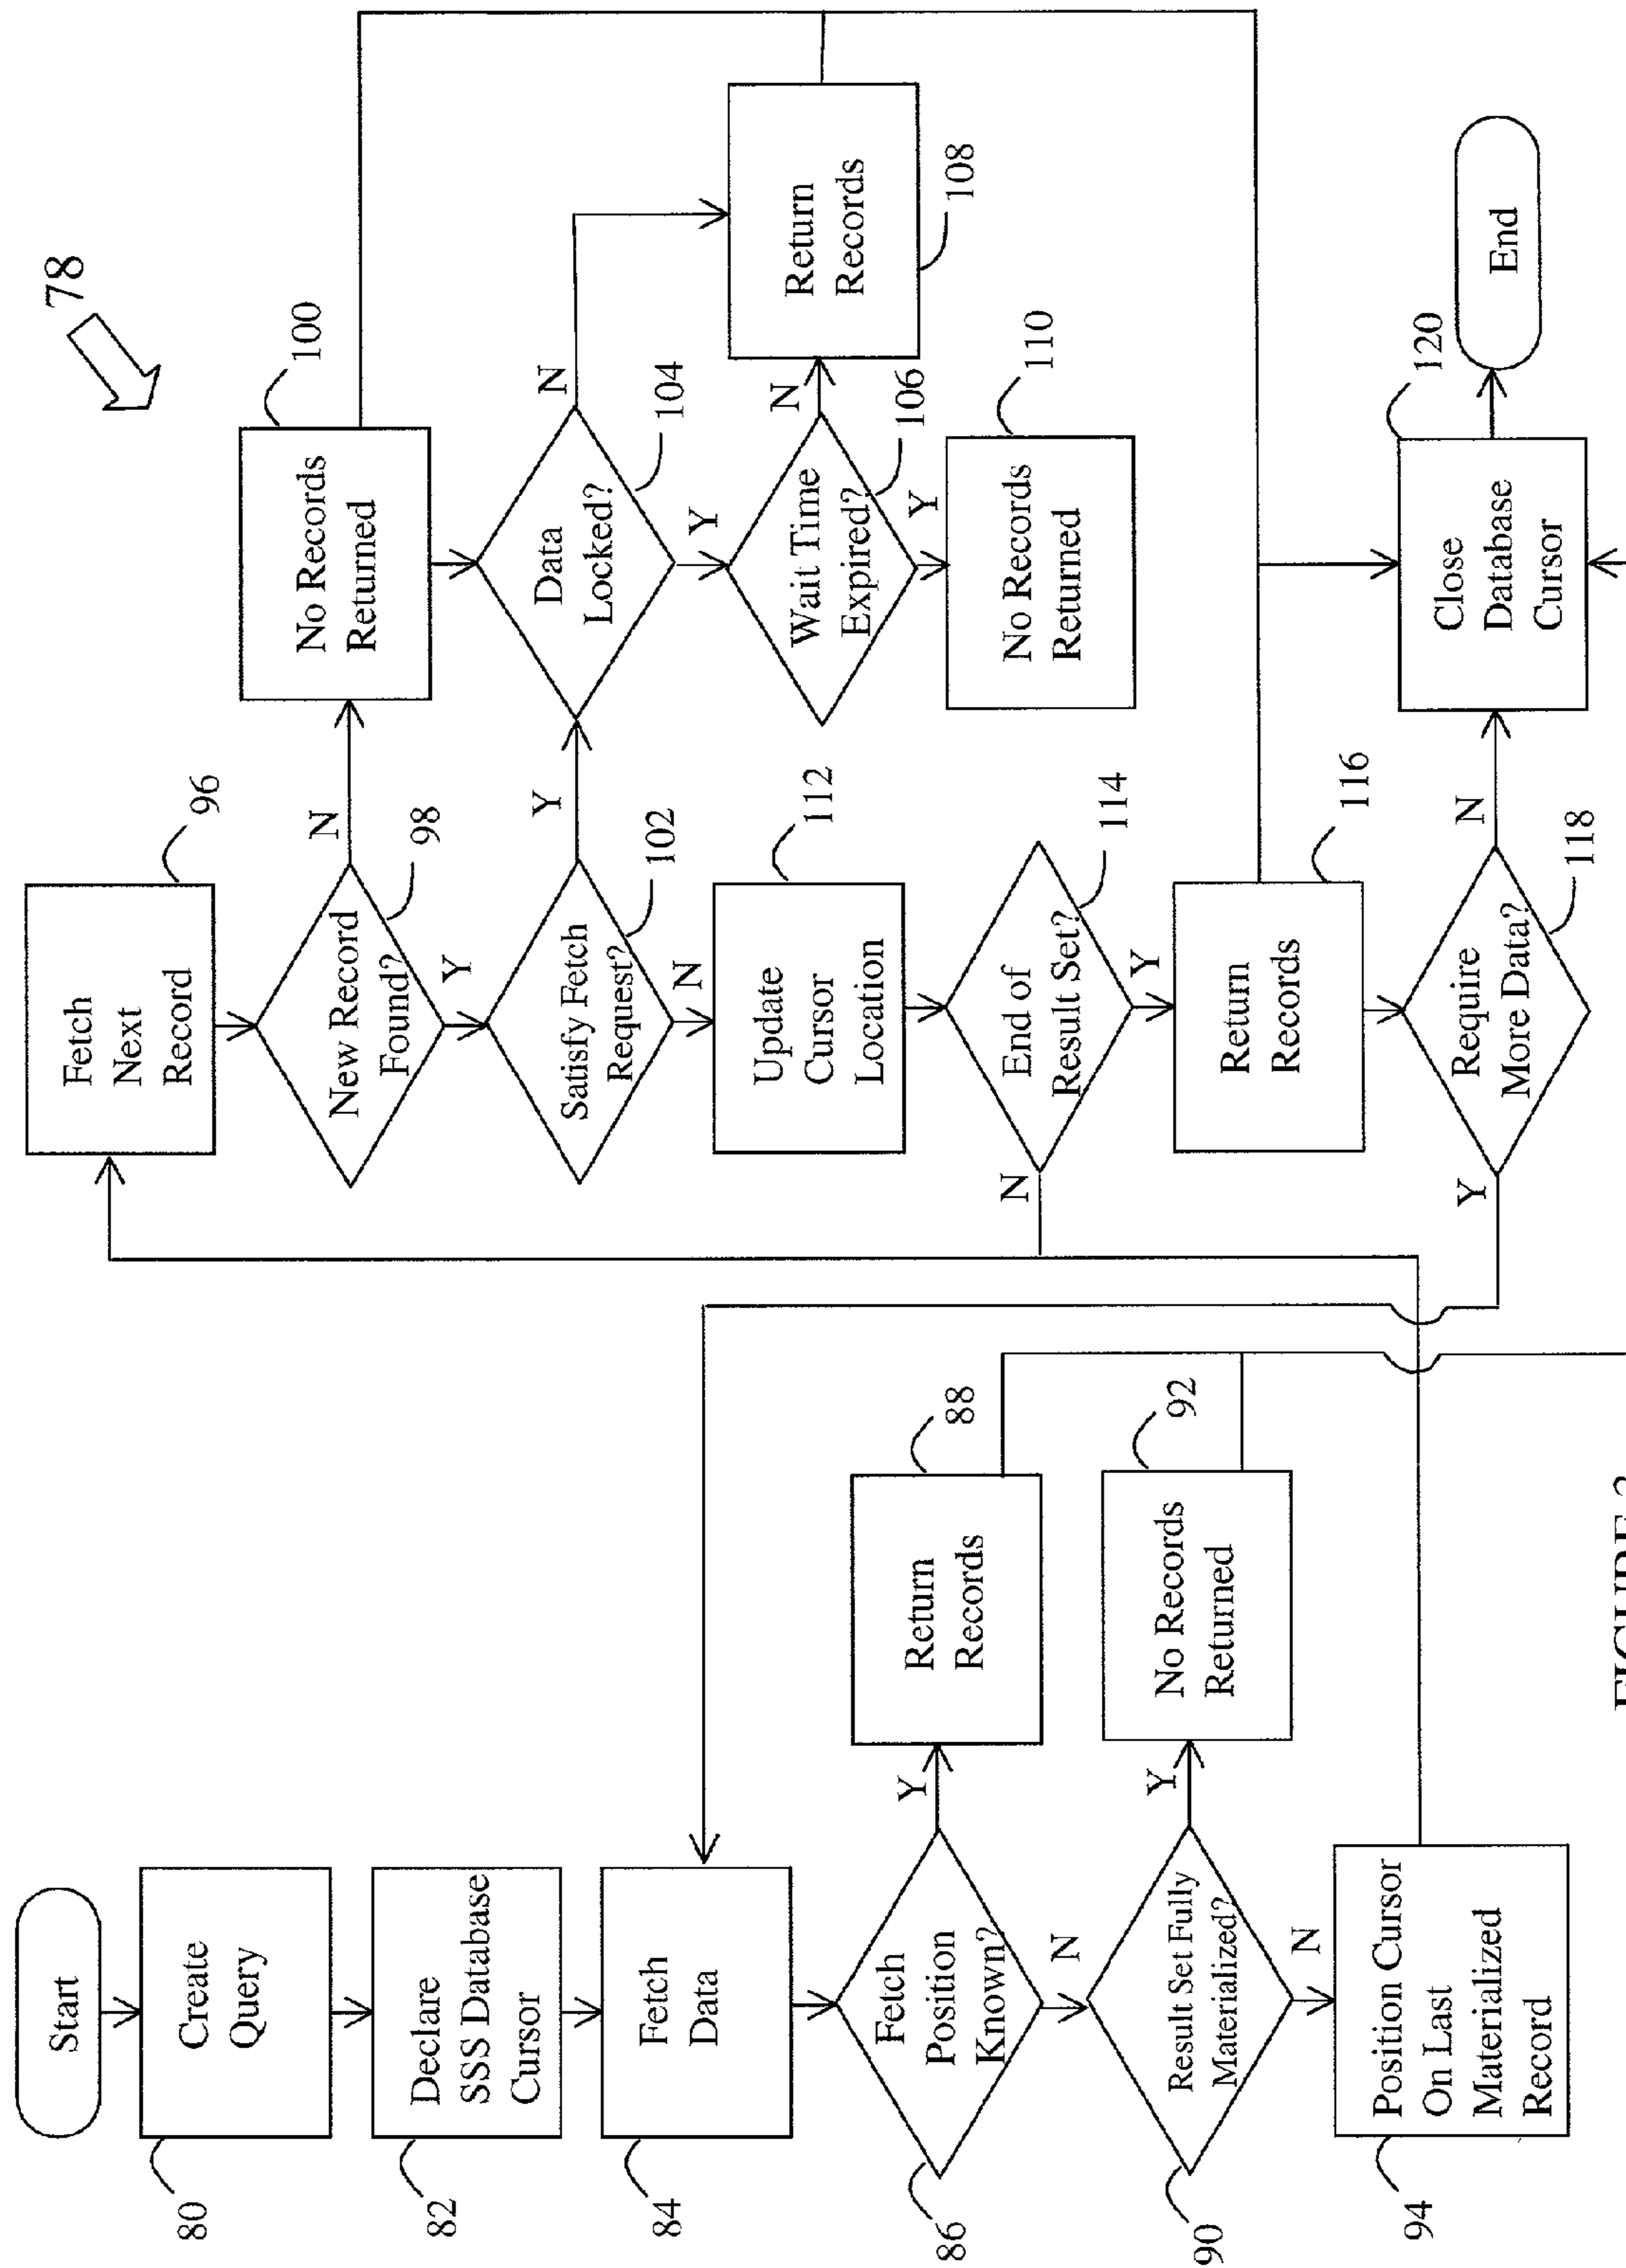 78
Start
80
Create
Query
82
Declare
SSS Database
Cursor
84
Fetch
Data
86
Fetch
Position
Known?
Y
N
88
Return
Records
90
Result Set Fully
Materialized?
Y
N
92
No Records
Returned
94
Position Cursor
On Last
Materialized
Record
96
Fetch
Next
Record
98
New Record
Found?
N
Y
100
No Records
Returned
102
Satisfy Fetch
Request?
Y
N
104
Data
Locked?
N
Y
106
Wait Time
Expired?
N
Y
108
Return
Records
110
No Records
Returned
112
Update
Cursor
Location
114
End of
Result Set?
N
Y
116
Return
Records
118
Require
More Data?
Y
N
120
Close
Database
Cursor
End
FIGURE